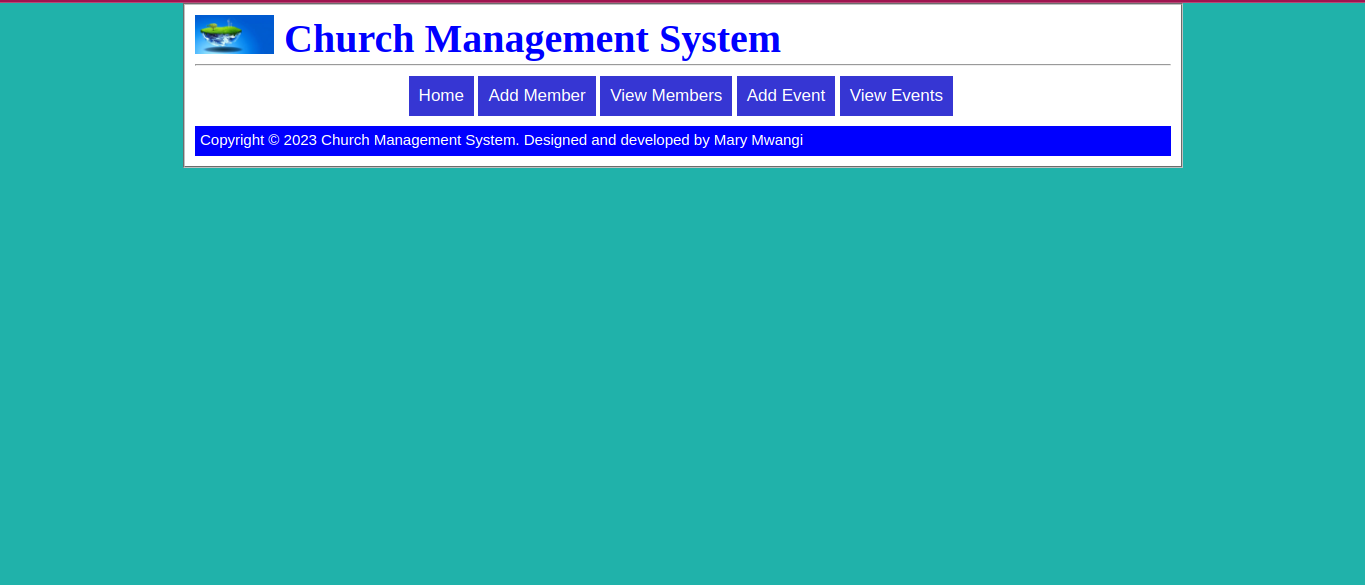 Church Management System
Home Add Member View Members Add Event View Events
Copyright © 2023 Church Management System. Designed and developed by Mary Mwangi